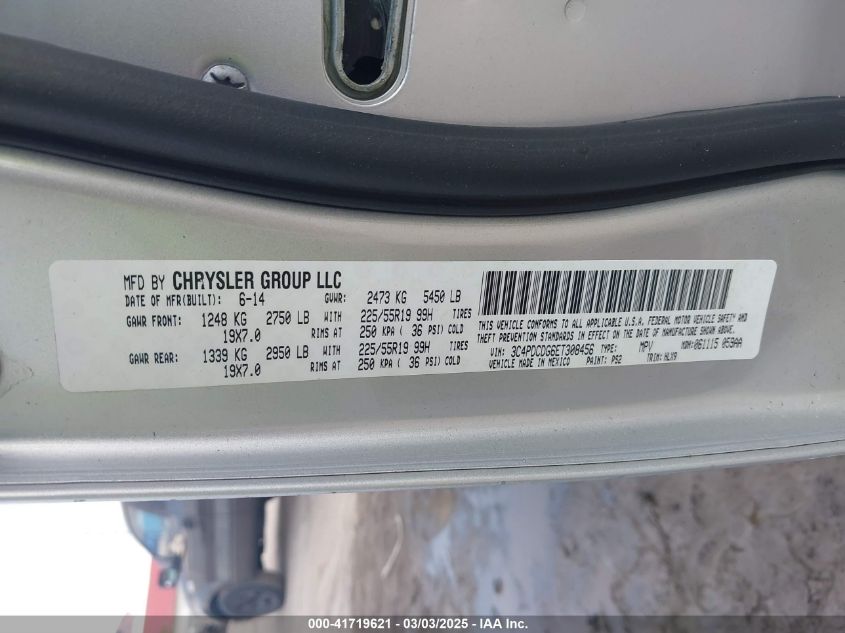 MFD BY CHRYSLER GROUP LLC
DATE OF MFR(BUILT): 6-14 GVWR: 2473 KG 5450 LB
GAWR FRONT: 1248 KG 2750 LB WITH 225/55R19 99H TIRES
19X7.0 RIMS AT 250 KPA ( 36 PSI) COLD
GAWR REAR: 1339 KG 2950 LB WITH 225/55R19 99H TIRES
19X7.0 RIMS AT 250 KPA ( 36 PSI) COLD
THIS VEHICLE CONFORMS TO ALL APPLICABLE U.S.A. FEDERAL MOTOR VEHICLE SAFETY AND
THEFT PREVENTION STANDARDS IN EFFECT ON THE DATE OF MANUFACTURE SHOWN ABOVE.
VIN: 3C4PDCDG6ET308456 TYPE: MPV MDH: 061115 053AA
VEHICLE MADE IN MEXICO PAINT: PS2 TRIM: HLX9
000-41719621 - 03/03/2025 - IAA Inc.